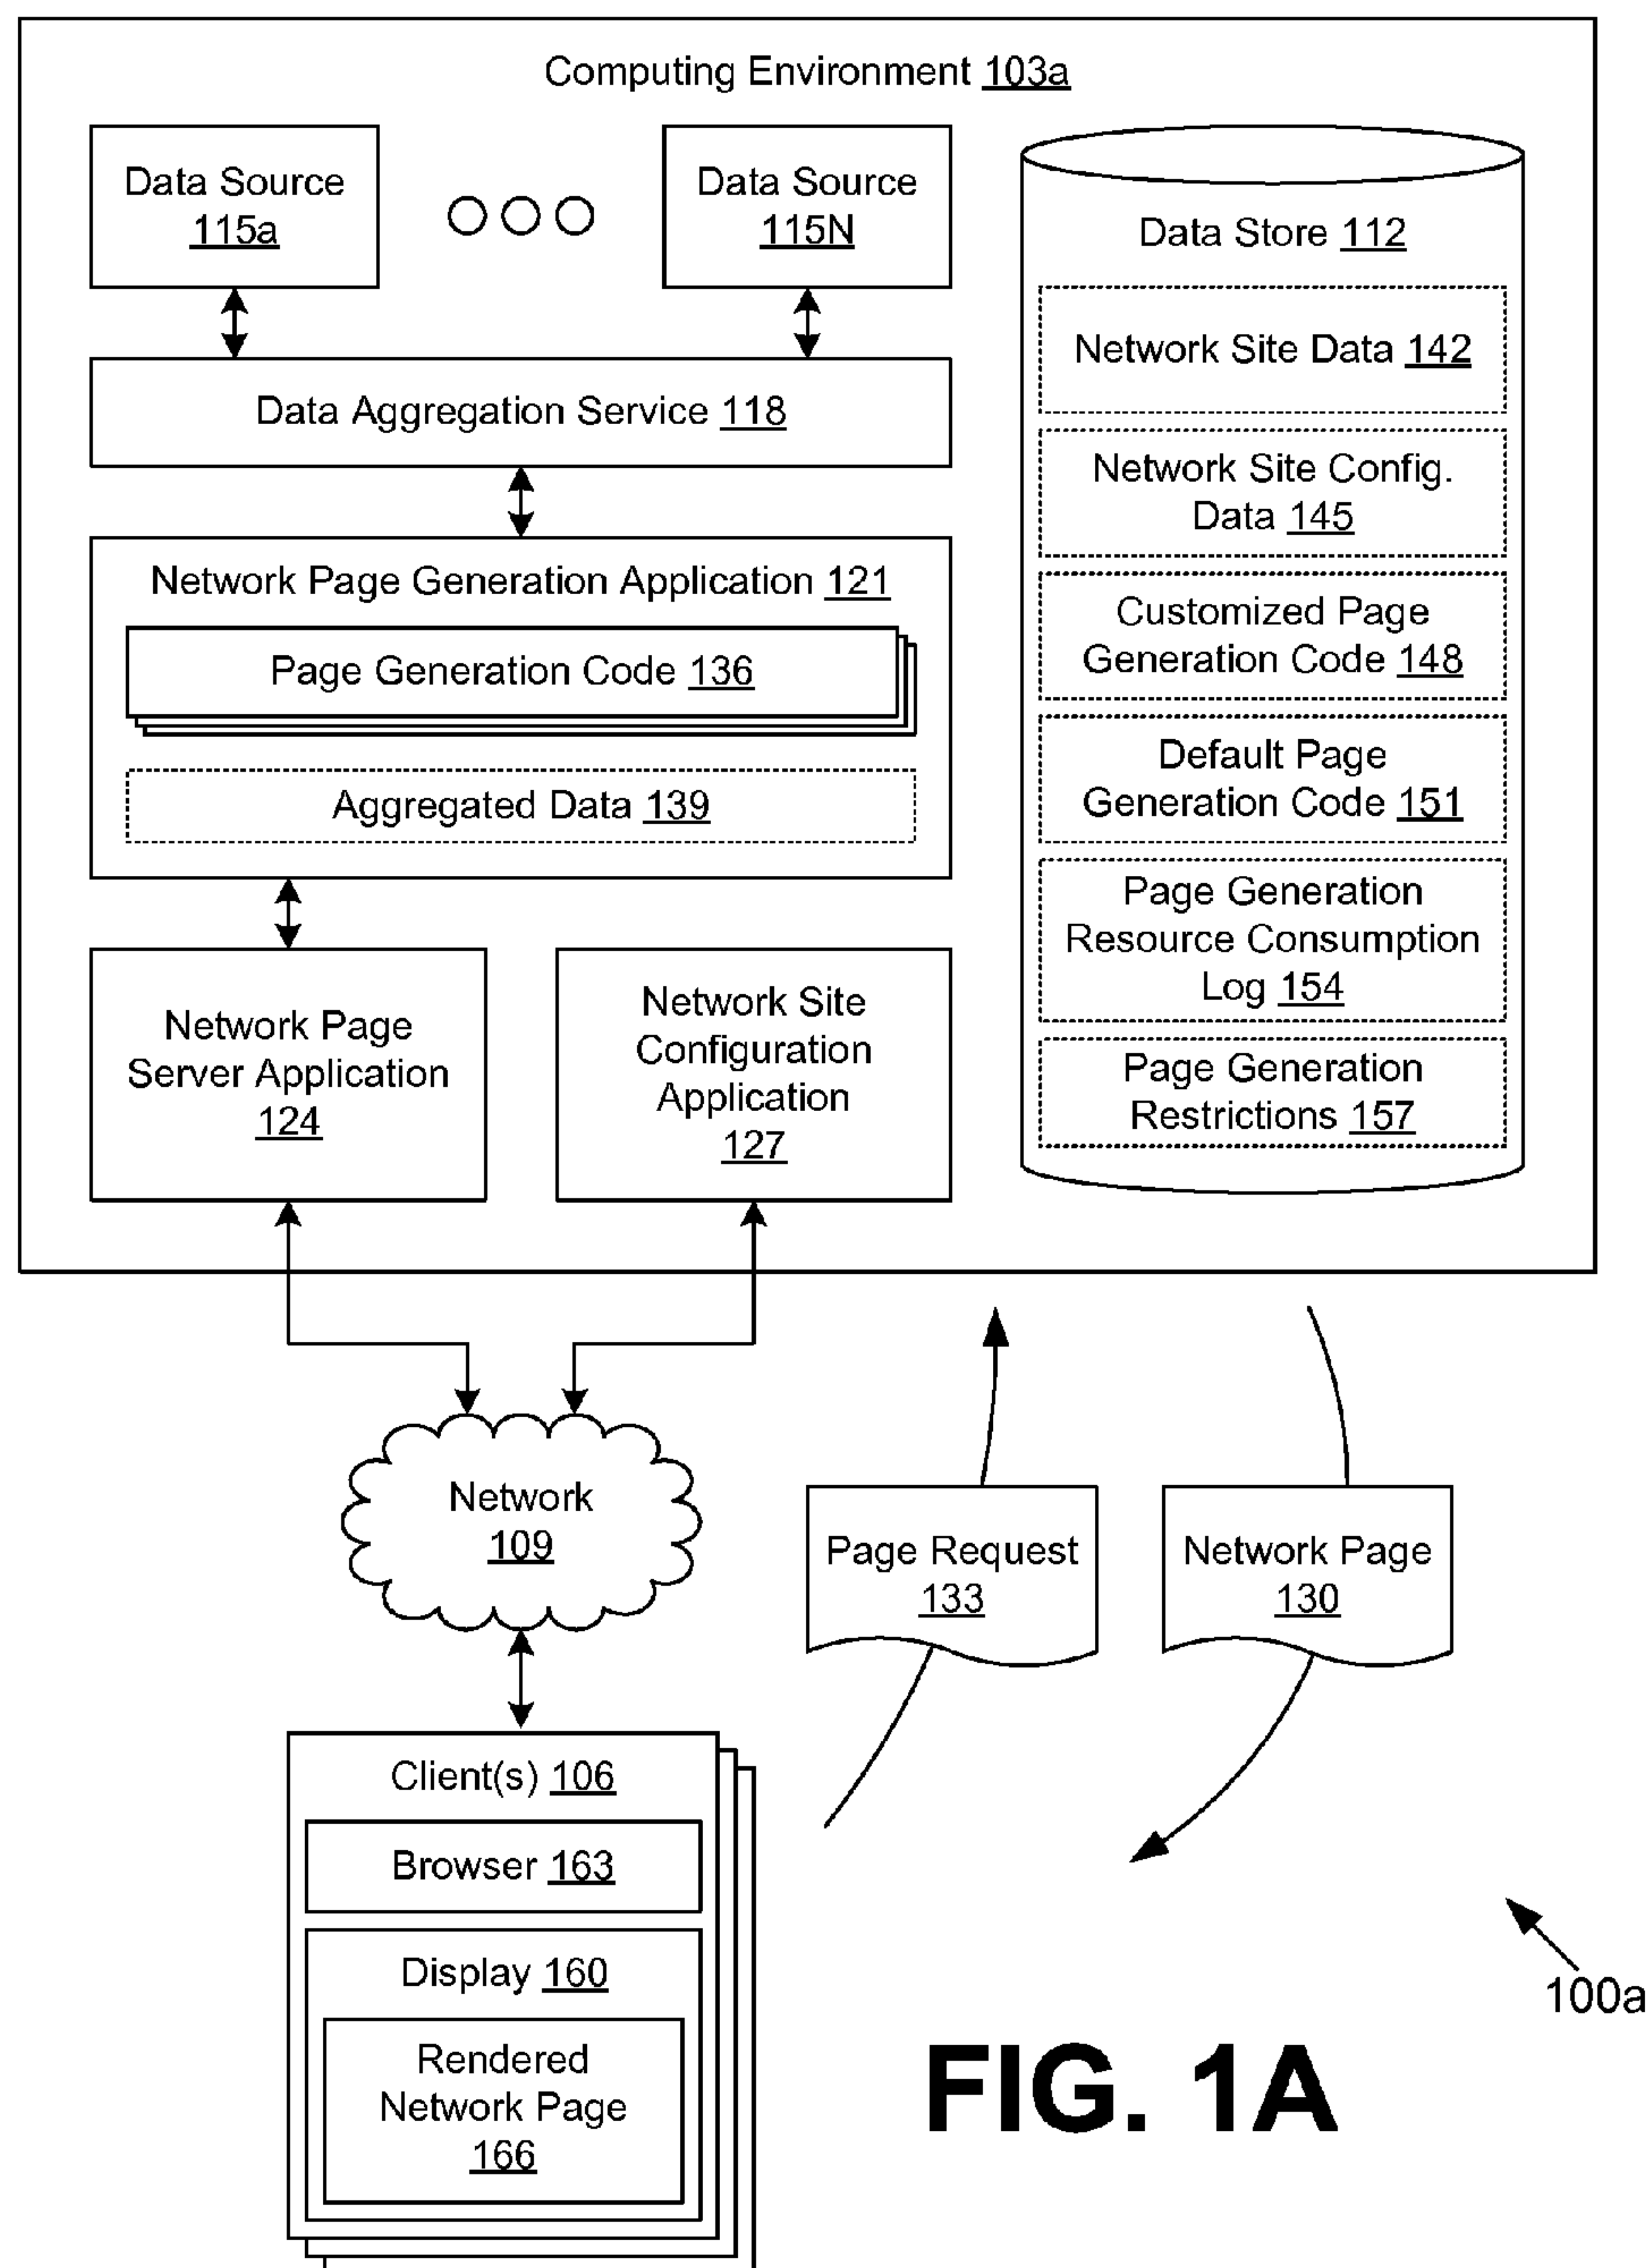 Computing Environment 103a
Data Source
115a
Data Source
115N
Data Aggregation Service 118
Network Page Generation Application 121
Page Generation Code 136
Aggregated Data 139
Network Page
Server Application
124
Network Site
Configuration
Application
127
Data Store 112
Network Site Data 142
Network Site Config.
Data 145
Customized Page
Generation Code 148
Default Page
Generation Code 151
Page Generation
Resource Consumption
Log 154
Page Generation
Restrictions 157
Network
109
Page Request
133
Network Page
130
Client(s) 106
Browser 163
Display 160
Rendered
Network Page
166
100a
FIG. 1A